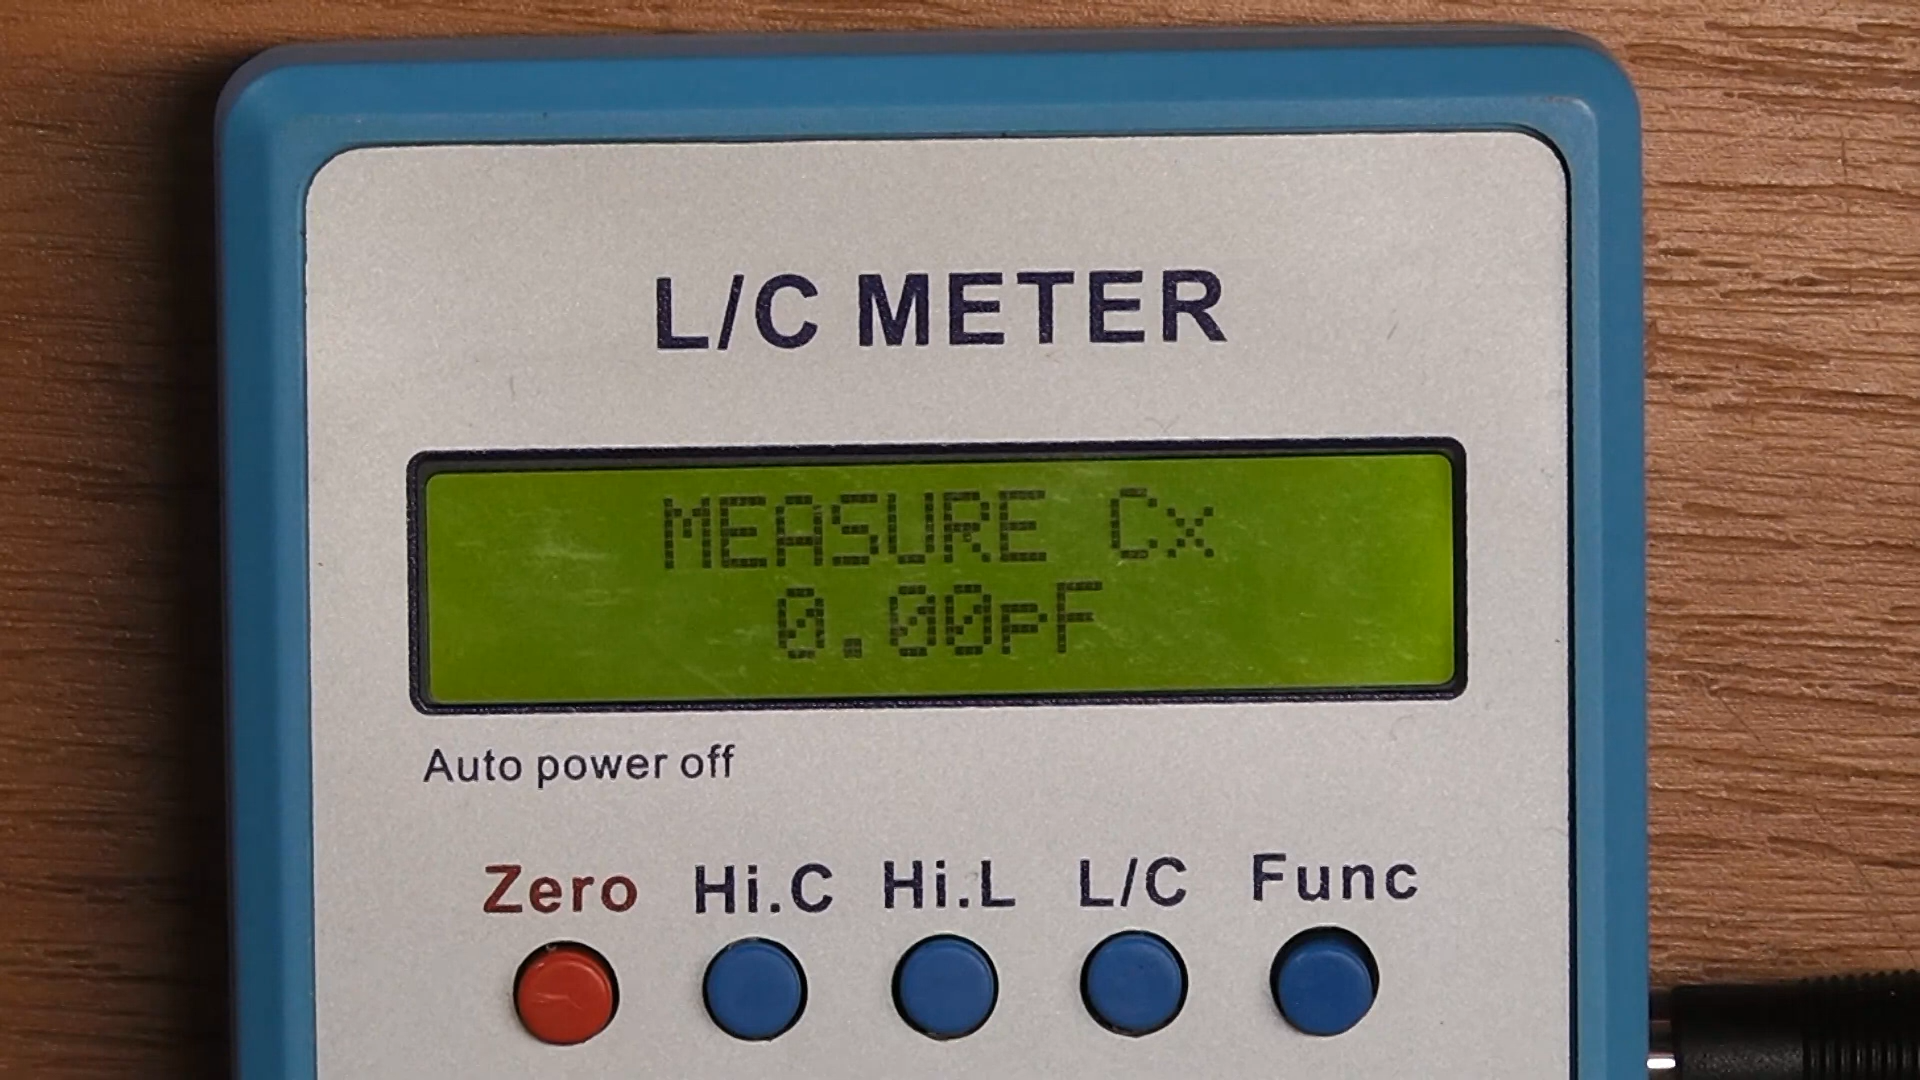 L/C METER
MEASURE Cx
0.00pF
Auto power off
Zero Hi.C Hi.L L/C Func